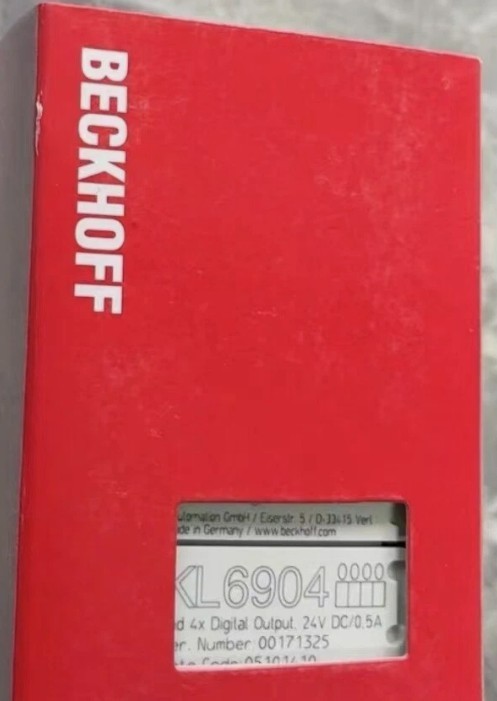 BECKHOFF
Automation GmbH / Eiserstr. 5 / D-33415 Verl
de in Germany / www.beckhoff.com
KL6904
d 4x Digital Output, 24V DC/0.5A
er. Number 00171325